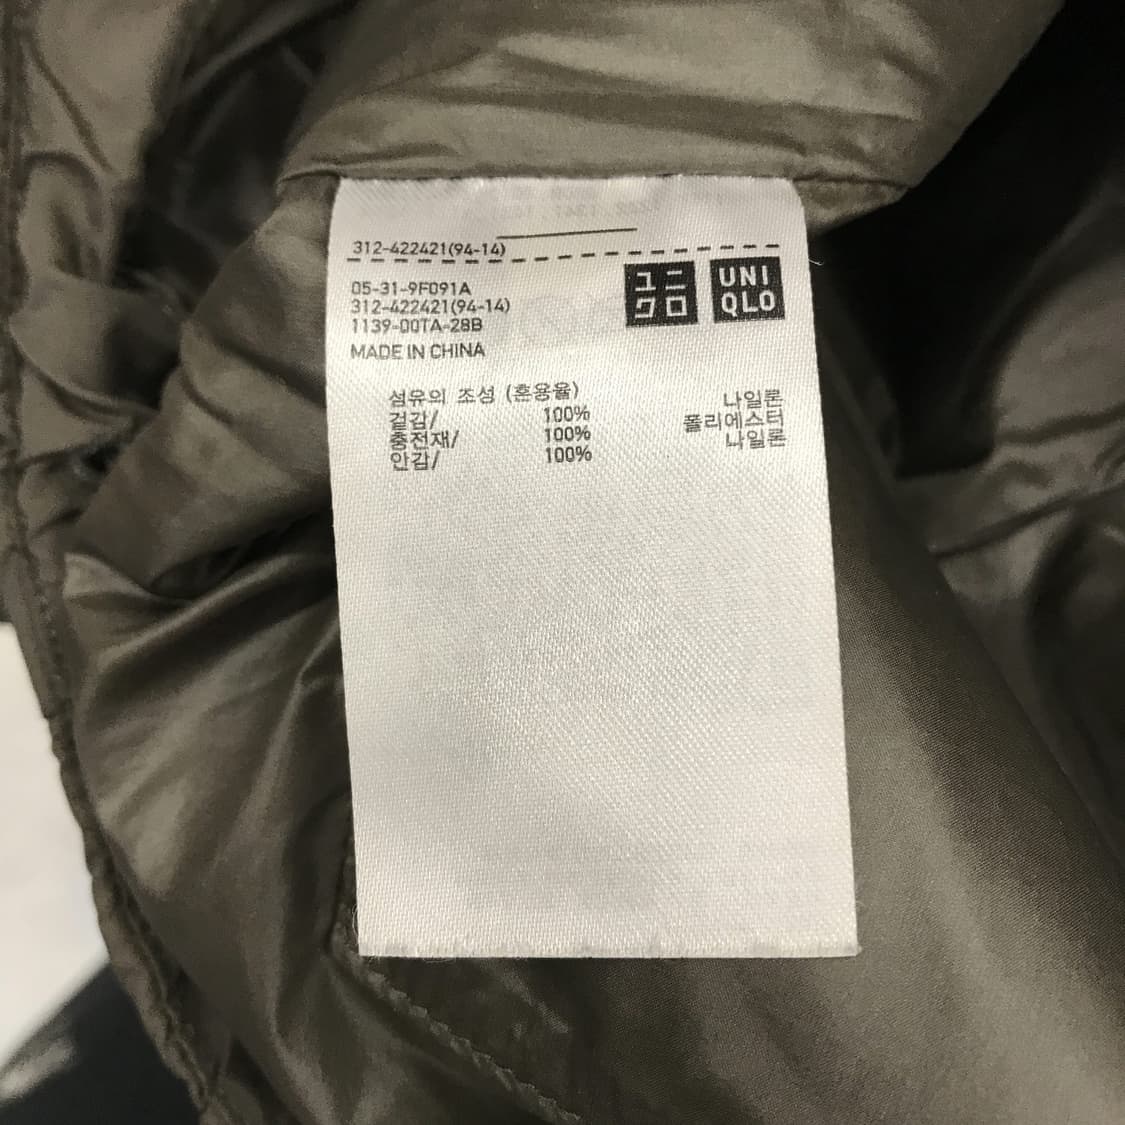 312-422421(94-14)
ユニ
クロ
UNI
QLO
05-31-9F091A
312-422421(94-14)
1139-00TA-28B
MADE IN CHINA
섬유의 조성 (혼용율)
겉감/ 100% 나일론
충전재/ 100% 폴리에스터
안감/ 100% 나일론